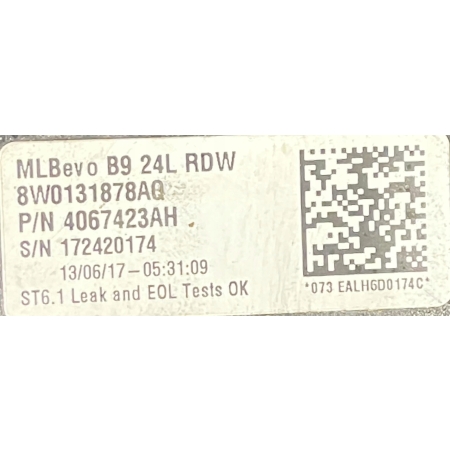 MLBevo B9 24L RDW
8W0131878AQ
P/N 4067423AH
S/N 172420174
13/06/17-05:31:09
ST6.1 Leak and EOL Tests OK
*073 EALH6D0174C*